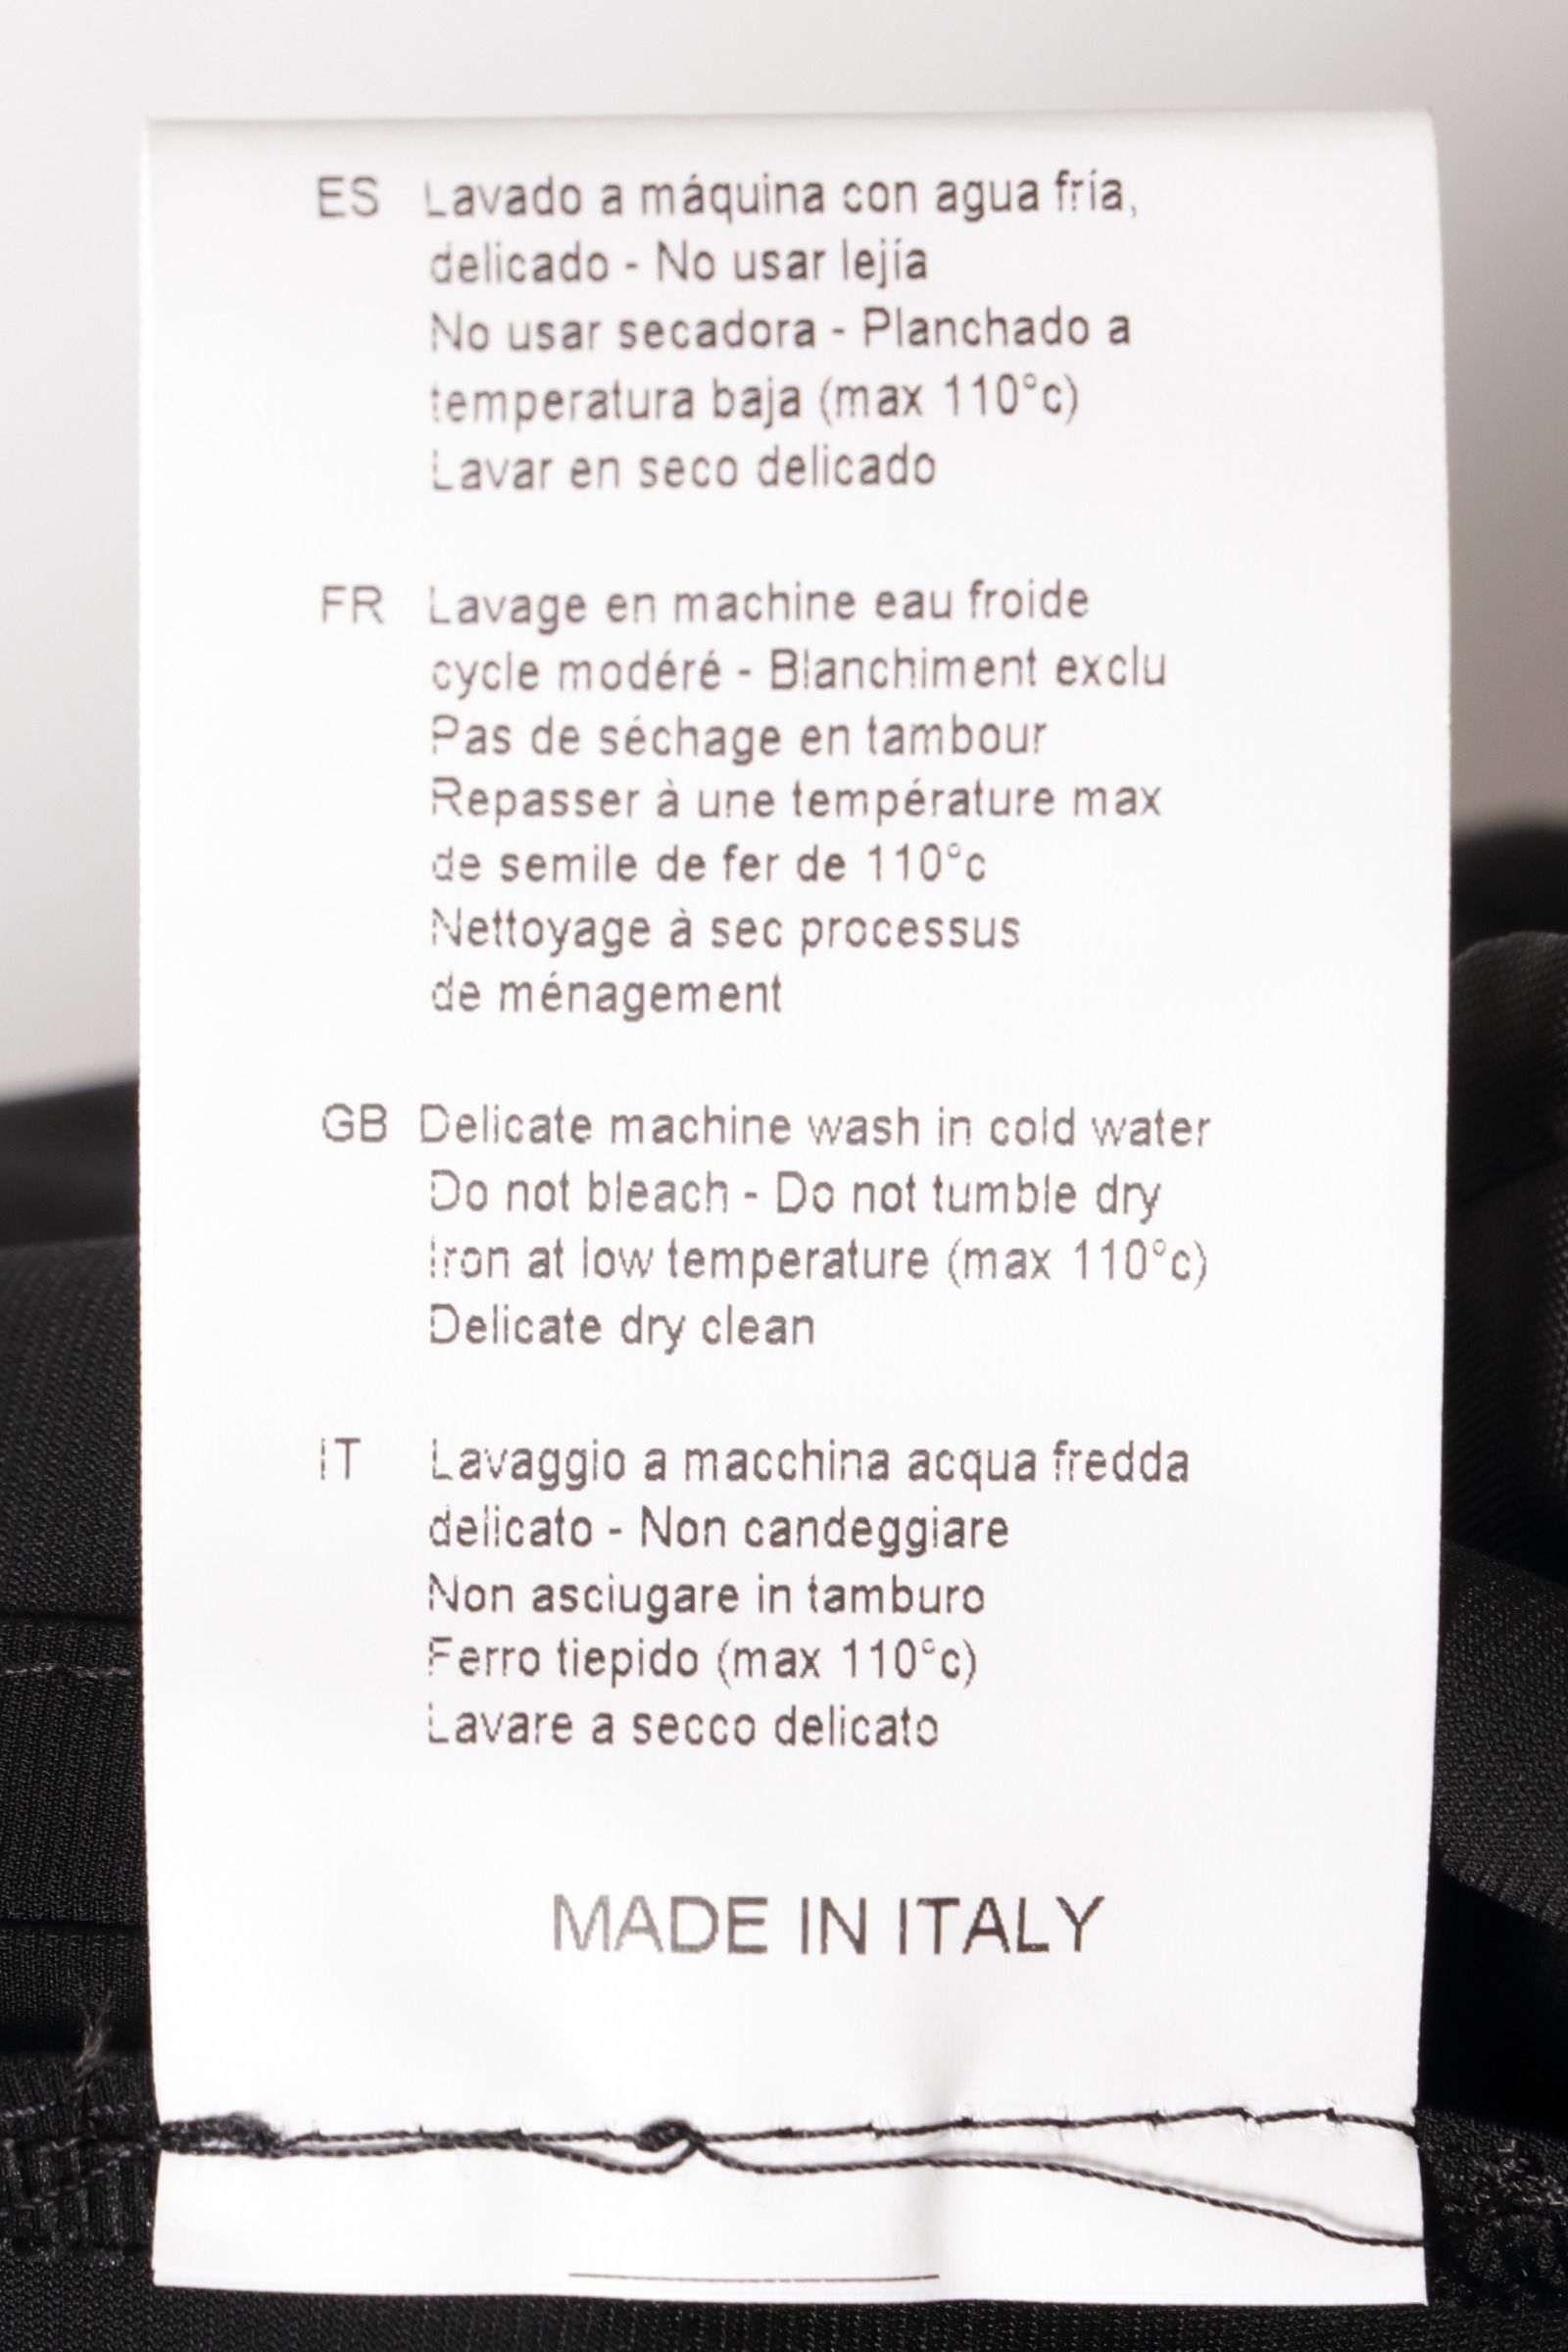 ES Lavado a máquina con agua fría,
delicado - No usar lejía
No usar secadora - Planchado a
temperatura baja (max 110°c)
Lavar en seco delicado
FR Lavage en machine eau froide
cycle modéré - Blanchiment exclu
Pas de séchage en tambour
Repasser à une température max
de semile de fer de 110°c
Nettoyage à sec processus
de ménagement
GB Delicate machine wash in cold water
Do not bleach - Do not tumble dry
Iron at low temperature (max 110°c)
Delicate dry clean
IT Lavaggio a macchina acqua fredda
delicato - Non candeggiare
Non asciugare in tamburo
Ferro tiepido (max 110°c)
Lavare a secco delicato
MADE IN ITALY